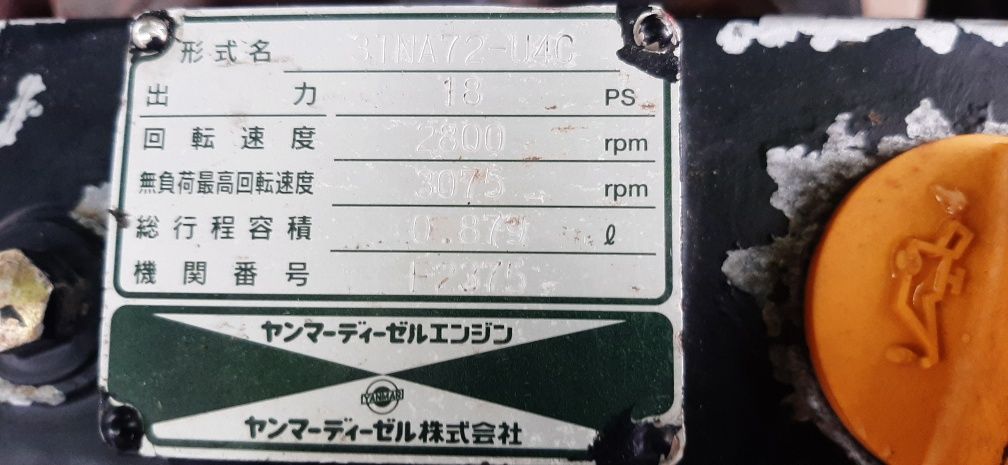 形式名 3TNA72-U4C
出力 18 PS
回転速度 2800 rpm
無負荷最高回転速度 3075 rpm
総行程容積 0.879 ℓ
機関番号
ヤンマーディーゼルエンジン
YANMAR
ヤンマーディーゼル株式会社